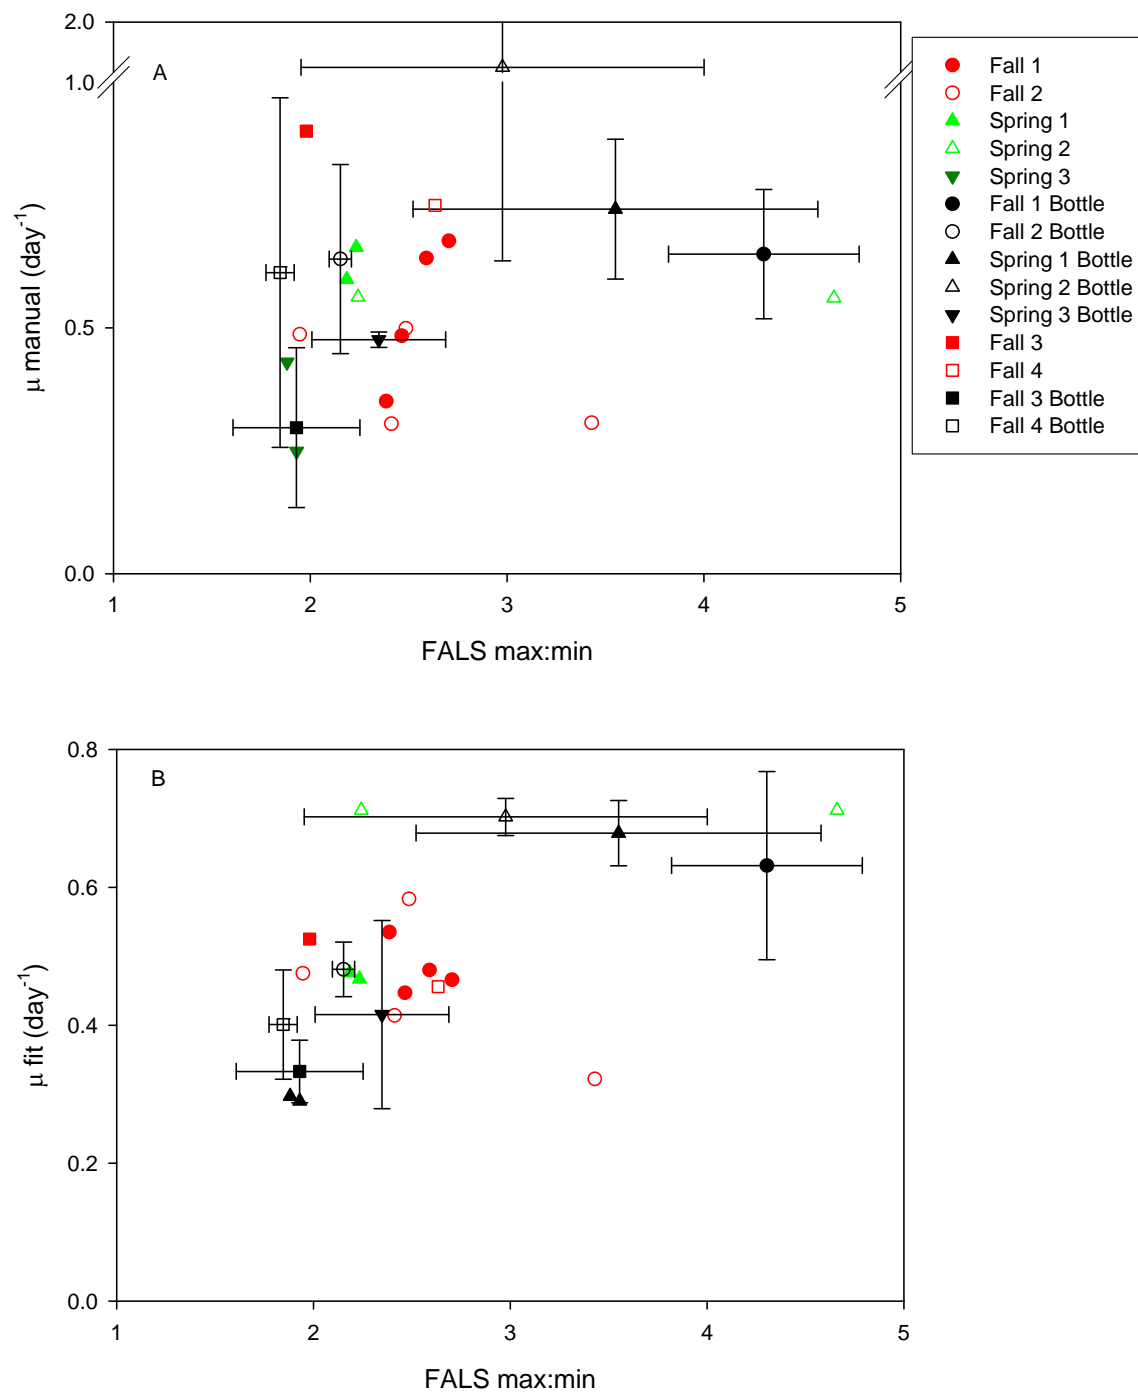 2.0
A
1.0
μ manual (day-1)
0.5
0.0
1
2
3
4
5
FALS max:min
Fall 1
Fall 2
Spring 1
Spring 2
Spring 3
Fall 1 Bottle
Fall 2 Bottle
Spring 1 Bottle
Spring 2 Bottle
Spring 3 Bottle
Fall 3
Fall 4
Fall 3 Bottle
Fall 4 Bottle
0.8
B
0.6
μ fit (day-1)
0.4
0.2
0.0
1
2
3
4
5
FALS max:min